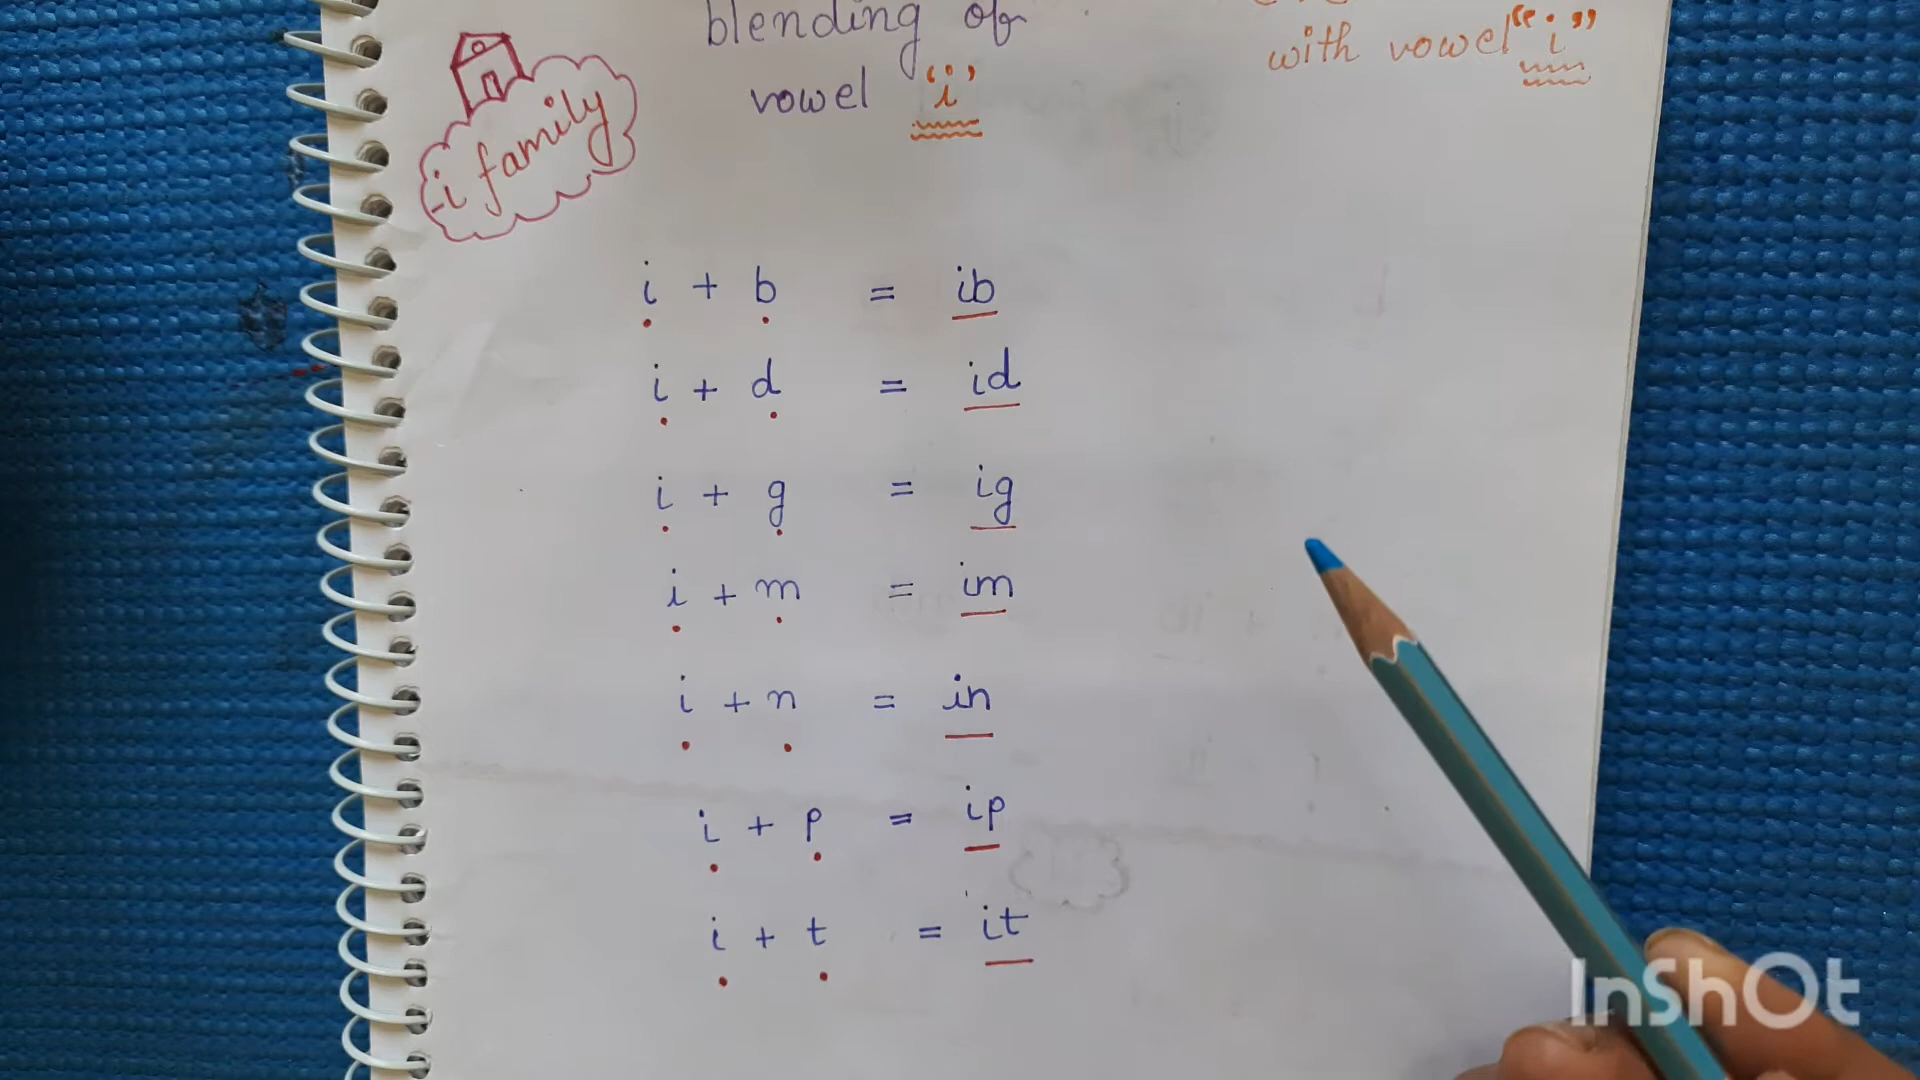 blending of
vowel "i"
with vowel "i"
-i family
i + b = ib
i + d = id
i + g = ig
i + m = im
i + n = in
i + p = ip
i + t = it
InShOt